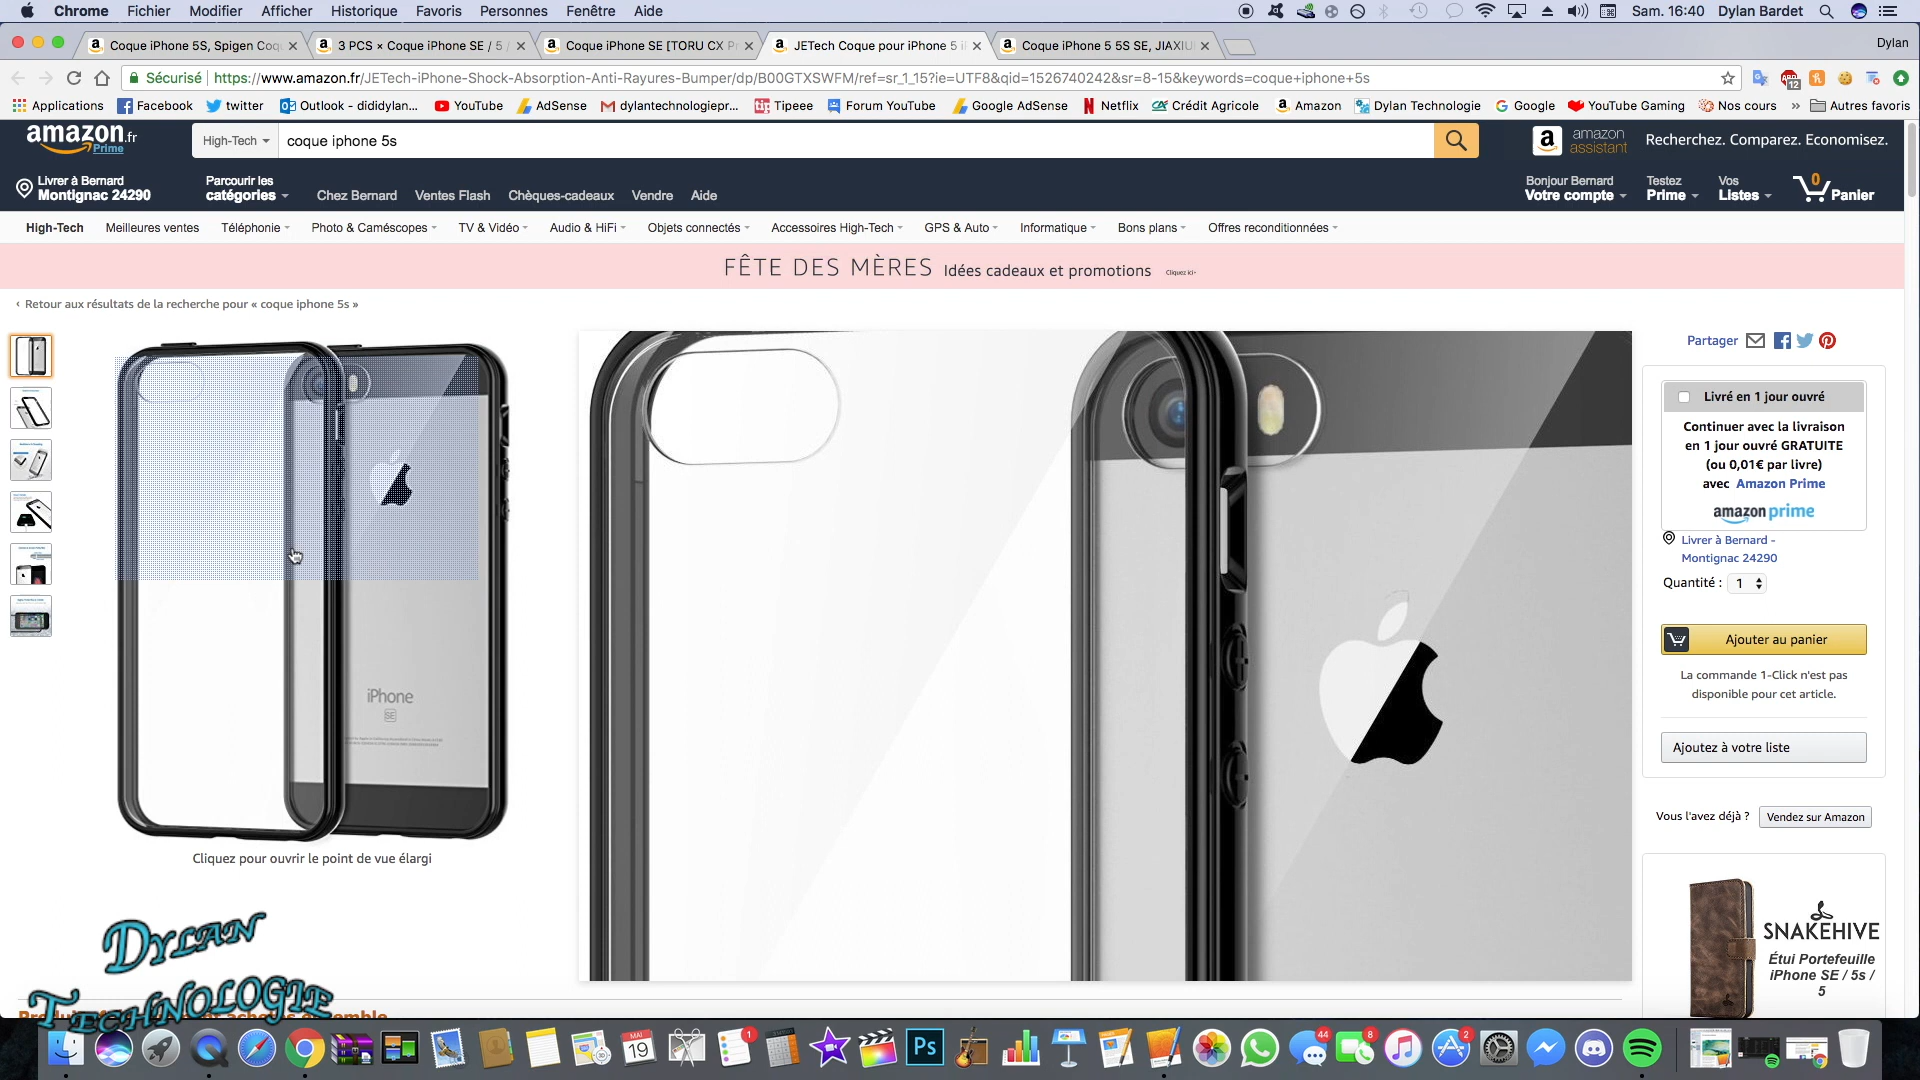 Chrome Fichier Modifier Afficher Historique Favoris Personnes Fenêtre Aide
Sam. 16:40 Dylan Bardet
Coque iPhone 5S, Spigen Coq
3 PCS × Coque iPhone SE / 5 /
Coque iPhone SE [TORU CX P
JETech Coque pour iPhone 5 i
Coque iPhone 5 5S SE, JIAXIU
Dylan
Sécurisé https://www.amazon.fr/JETech-iPhone-Shock-Absorption-Anti-Rayures-Bumper/dp/B00GTXSWFM/ref=sr_1_15?ie=UTF8&qid=1526740242&sr=8-15&keywords=coque+iphone+5s
12
Applications Facebook twitter Outlook - dididylan... YouTube AdSense dylantechnologiepr... Tipeee Forum YouTube Google AdSense Netflix Crédit Agricole Amazon Dylan Technologie Google YouTube Gaming Nos cours » Autres favoris
amazon.fr
Prime
High-Tech
coque iphone 5s
amazon
assistant
Recherchez. Comparez. Economisez.
Livrer à Bernard
Montignac 24290
Parcourir les
catégories
Chez Bernard Ventes Flash Chèques-cadeaux Vendre Aide
Bonjour Bernard
Votre compte
Testez
Prime
Vos
Listes
0
Panier
High-Tech Meilleures ventes Téléphonie Photo & Caméscopes TV & Vidéo Audio & HiFi Objets connectés Accessoires High-Tech GPS & Auto Informatique Bons plans Offres reconditionnées
FÊTE DES MÈRES Idées cadeaux et promotions Cliquez ici›
‹ Retour aux résultats de la recherche pour « coque iphone 5s »
Partager
Livré en 1 jour ouvré
Continuer avec la livraison
en 1 jour ouvré GRATUITE
(ou 0,01€ par livre)
avec Amazon Prime
amazon prime
Livrer à Bernard -
Montignac 24290
Quantité : 1
Ajouter au panier
La commande 1-Click n'est pas
disponible pour cet article.
Ajoutez à votre liste
Vous l'avez déjà ? Vendez sur Amazon
iPhone
SE
Cliquez pour ouvrir le point de vue élargi
SNAKEHIVE
Étui Portefeuille
iPhone SE / 5s /
5
DYLAN
TECHNOLOGIE
MAI
19
1
Ps
44
8
2